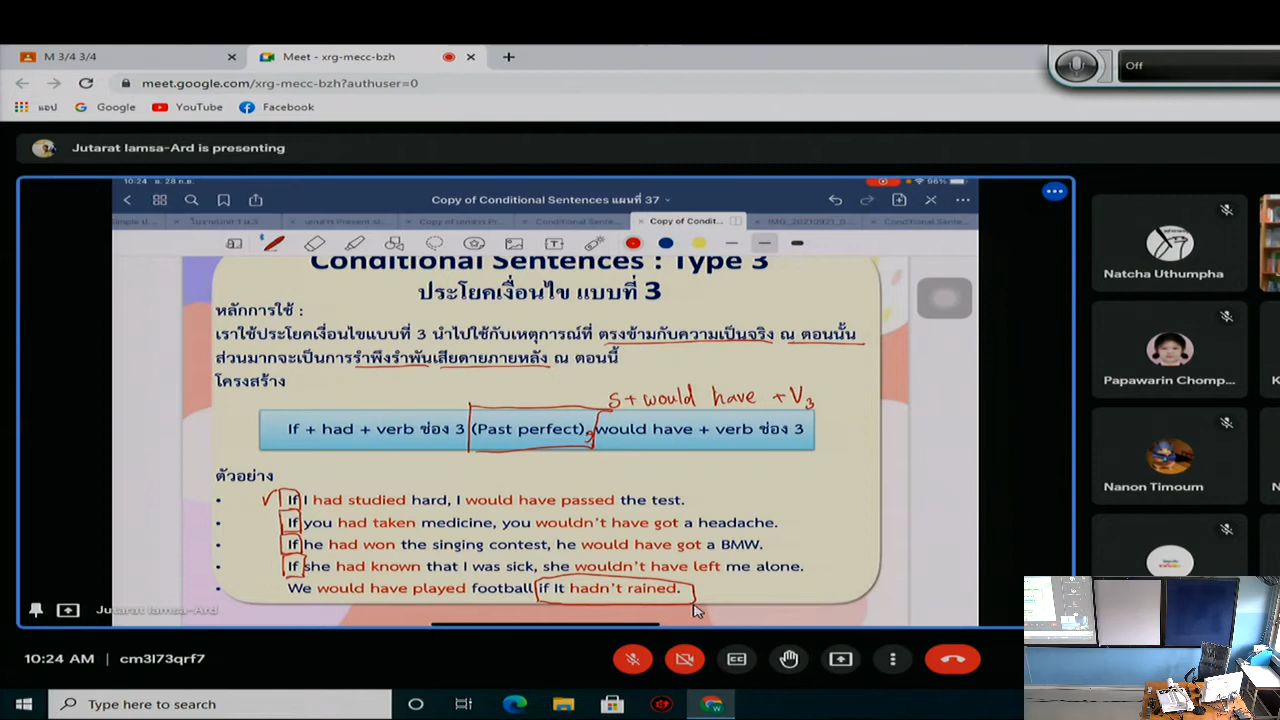 M 3/4 3/4
Meet - xrg-mecc-bzh
meet.google.com/xrg-mecc-bzh?authuser=0
Off
แอป Google YouTube Facebook
Jutarat Iamsa-Ard is presenting
10:24 อ. 28 ก.ย. 96%
Copy of Conditional Sentences แผนที่ 37
Copy of Condit...
Conditional Sentences : Type 3
ประโยคเงื่อนไข แบบที่ 3
หลักการใช้ :
เราใช้ประโยคเงื่อนไขแบบที่ 3 นำไปใช้กับเหตุการณ์ที่ ตรงข้ามกับความเป็นจริง ณ ตอนนั้น
ส่วนมากจะเป็นการรำพึงรำพันเสียดายภายหลัง ณ ตอนนี้
โครงสร้าง
S+ would have + V3
If + had + verb ช่อง 3 (Past perfect), would have + verb ช่อง 3
ตัวอย่าง
• If I had studied hard, I would have passed the test.
• If you had taken medicine, you wouldn't have got a headache.
• If he had won the singing contest, he would have got a BMW.
• If she had known that I was sick, she wouldn't have left me alone.
• We would have played football if it hadn't rained.
Jutarat Iamsa-Ard
Natcha Uthumpha
Papawarin Chomp...
Nanon Timoum
10:24 AM cm3l73qrf7
Type here to search